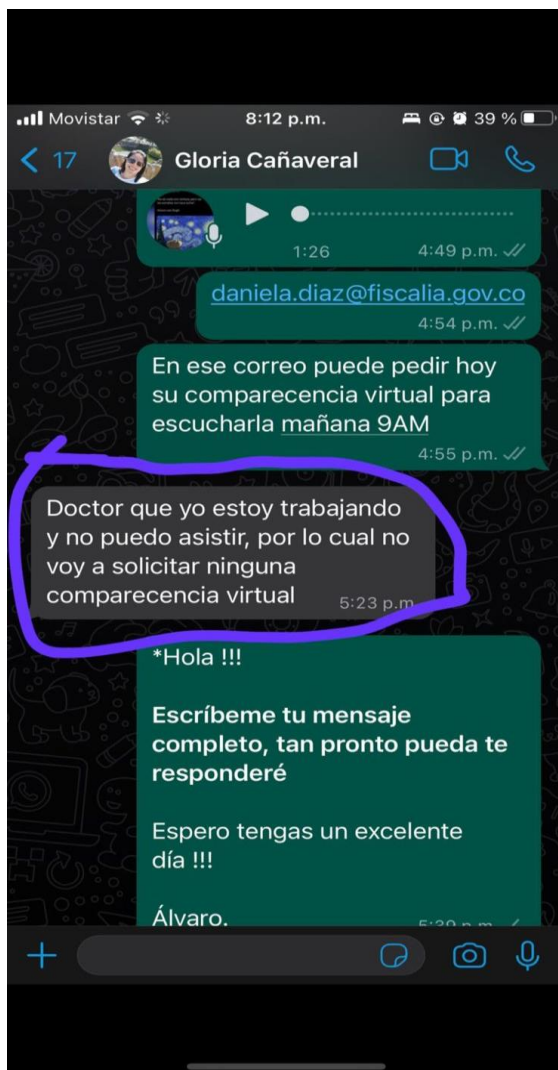 Movistar 8:12 p.m. 39 %
17 Gloria Cañaveral
1:26 4:49 p.m.
daniela.diaz@fiscalia.gov.co
4:54 p.m.
En ese correo puede pedir hoy
su comparecencia virtual para
escucharla mañana 9AM
4:55 p.m.
Doctor que yo estoy trabajando
y no puedo asistir, por lo cual no
voy a solicitar ninguna
comparecencia virtual 5:23 p.m.
*Hola !!!
Escríbeme tu mensaje
completo, tan pronto pueda te
responderé
Espero tengas un excelente
día !!!
Álvaro.